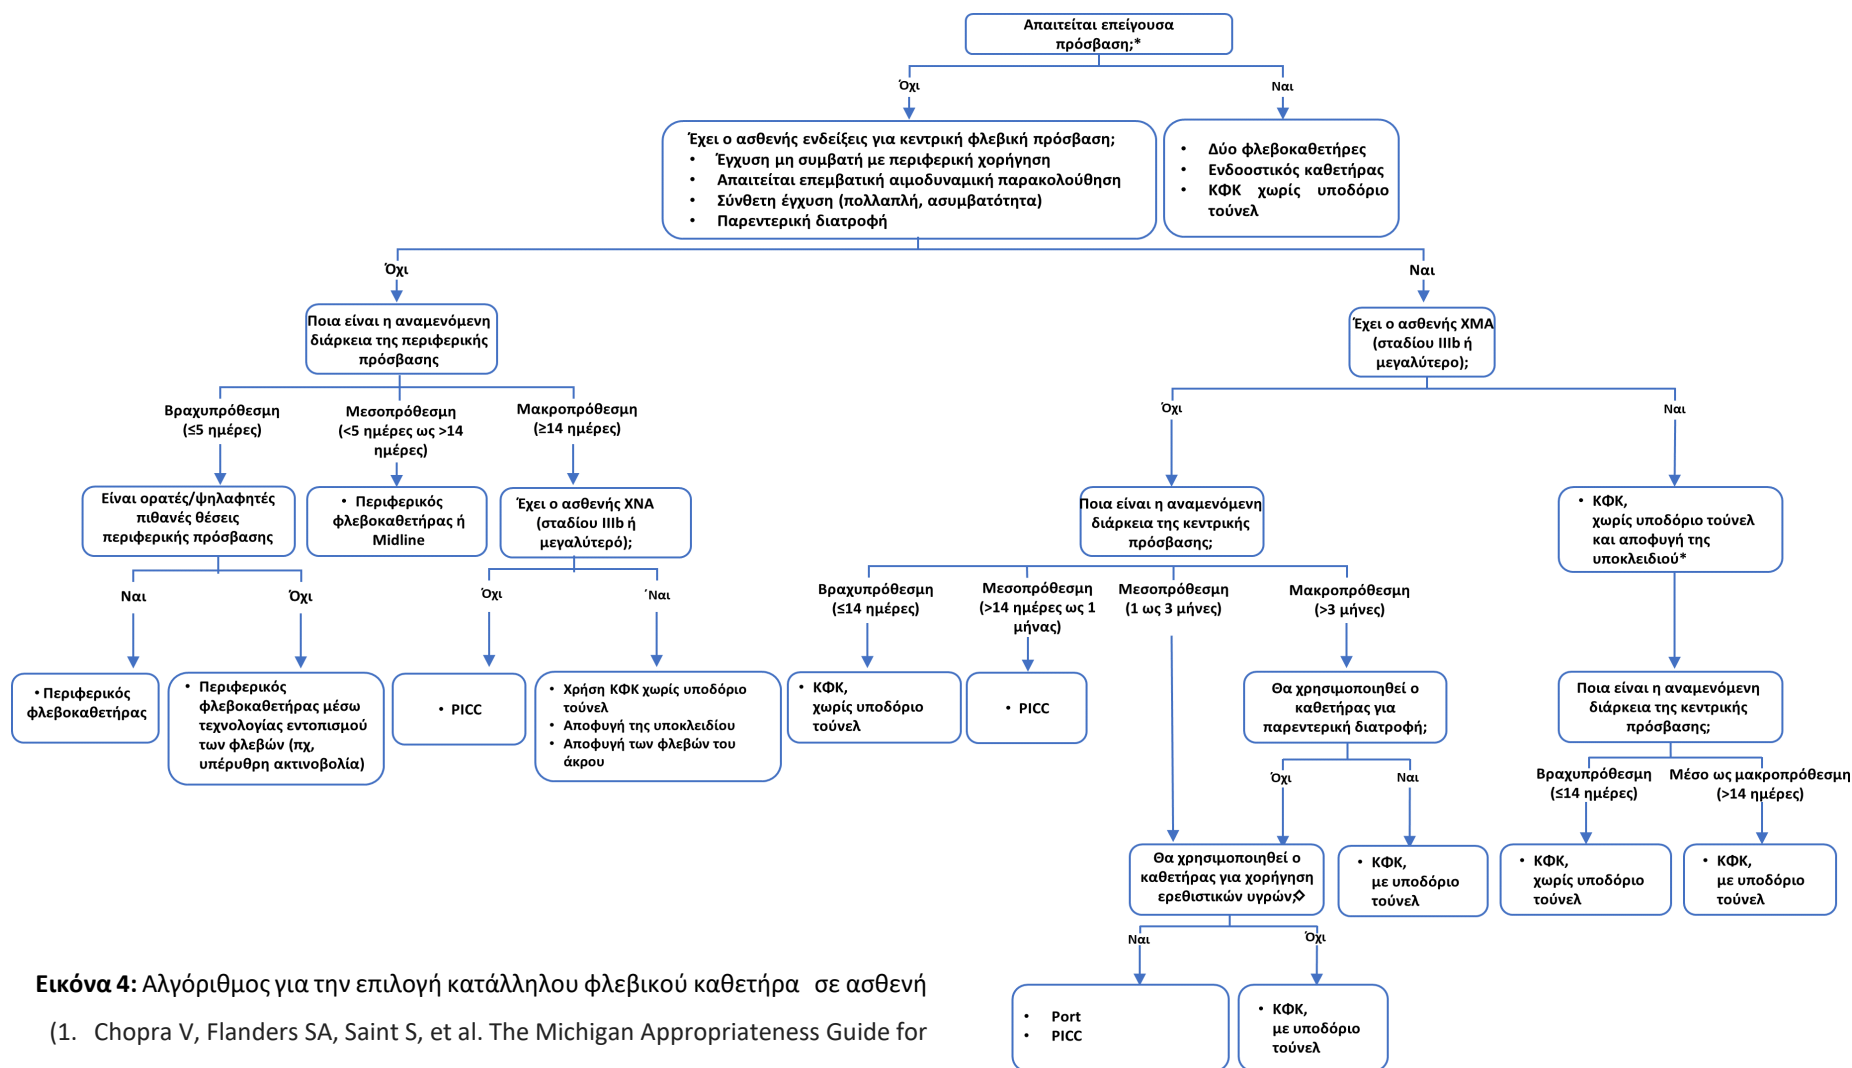 Απαιτείται επείγουσα
πρόσβαση;*
Όχι
Ναι
Έχει ο ασθενής ενδείξεις για κεντρική φλεβική πρόσβαση;
• Έγχυση μη συμβατή με περιφερική χορήγηση
• Απαιτείται επεμβατική αιμοδυναμική παρακολούθηση
• Σύνθετη έγχυση (πολλαπλή, ασυμβατότητα)
• Παρεντερική διατροφή
• Δύο φλεβοκαθετήρες
• Ενδοοστικός καθετήρας
• ΚΦΚ χωρίς υποδόριο
τούνελ
Όχι
Ναι
Ποια είναι η αναμενόμενη
διάρκεια της περιφερικής
πρόσβασης
Έχει ο ασθενής ΧΜΑ
(σταδίου IIIb ή
μεγαλύτερο);
Βραχυπρόθεσμη
(≤5 ημέρες)
Μεσοπρόθεσμη
(<5 ημέρες ως >14
ημέρες)
Μακροπρόθεσμη
(≥14 ημέρες)
Όχι
Ναι
Είναι ορατές/ψηλαφητές
πιθανές θέσεις
περιφερικής πρόσβασης
• Περιφερικός
φλεβοκαθετήρας ή
Midline
Έχει ο ασθενής ΧΝΑ
(σταδίου IIIb ή
μεγαλύτερό);
Ποια είναι η αναμενόμενη
διάρκεια της κεντρικής
πρόσβασης;
• ΚΦΚ,
χωρίς υποδόριο τούνελ
και αποφυγή της
υποκλειδιού*
Ναι
Όχι
Όχι
΄Ναι
Βραχυπρόθεσμη
(≤14 ημέρες)
Μεσοπρόθεσμη
(>14 ημέρες ως 1
μήνας)
Μεσοπρόθεσμη
(1 ως 3 μήνες)
Μακροπρόθεσμη
(>3 μήνες)
• Περιφερικός
φλεβοκαθετήρας
• Περιφερικός
φλεβοκαθετήρας μέσω
τεχνολογίας εντοπισμού
των φλεβών (πχ,
υπέρυθρη ακτινοβολία)
• PICC
• Χρήση ΚΦΚ χωρίς υποδόριο
τούνελ
• Αποφυγή της υποκλειδίου
• Αποφυγή των φλεβών του
άκρου
• ΚΦΚ,
χωρίς υποδόριο
τούνελ
• PICC
Θα χρησιμοποιηθεί ο
καθετήρας για
παρεντερική διατροφή;
Ποια είναι η αναμενόμενη
διάρκεια της κεντρικής
πρόσβασης;
Όχι
Ναι
Βραχυπρόθεσμη
(≤14 ημέρες)
Μέσο ως μακροπρόθεσμη
(>14 ημέρες)
Θα χρησιμοποιηθεί ο
καθετήρας για χορήγηση
ερεθιστικών υγρών;◇
• ΚΦΚ,
με υποδόριο
τούνελ
• ΚΦΚ,
χωρίς υποδόριο
τούνελ
• ΚΦΚ,
με υποδόριο
τούνελ
Ναι
Όχι
• Port
• PICC
• ΚΦΚ,
με υποδόριο
τούνελ
Εικόνα 4: Αλγόριθμος για την επιλογή κατάλληλου φλεβικού καθετήρα σε ασθενή
(1. Chopra V, Flanders SA, Saint S, et al. The Michigan Appropriateness Guide for